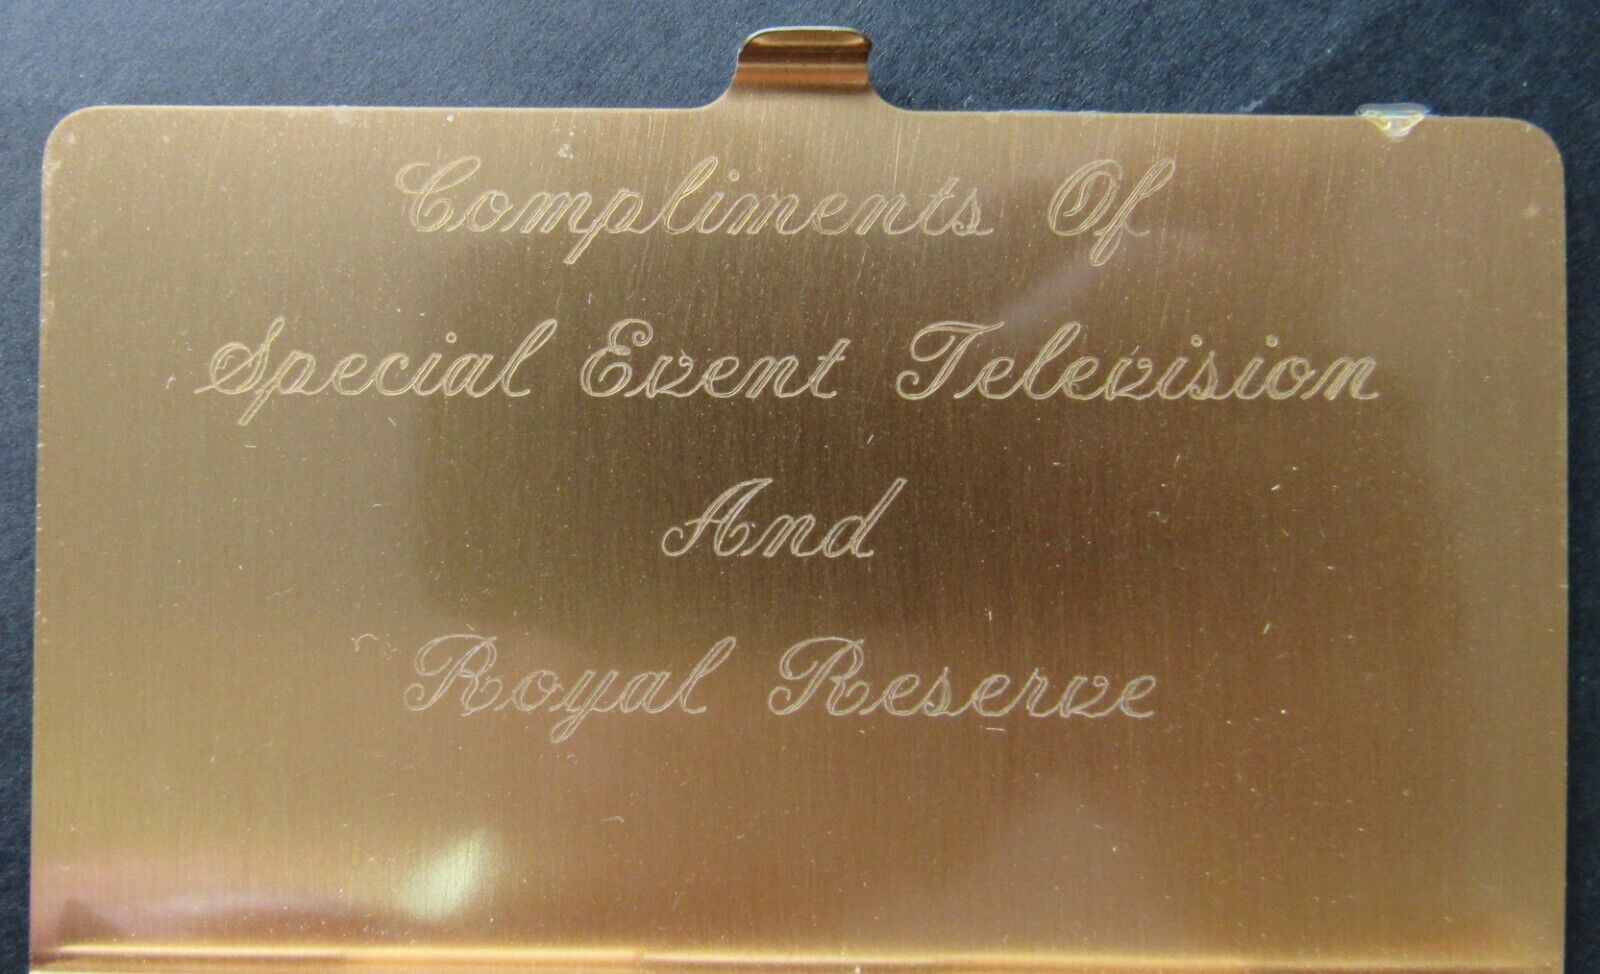 Compliments Of
Special Event Television
And
Royal Reserve